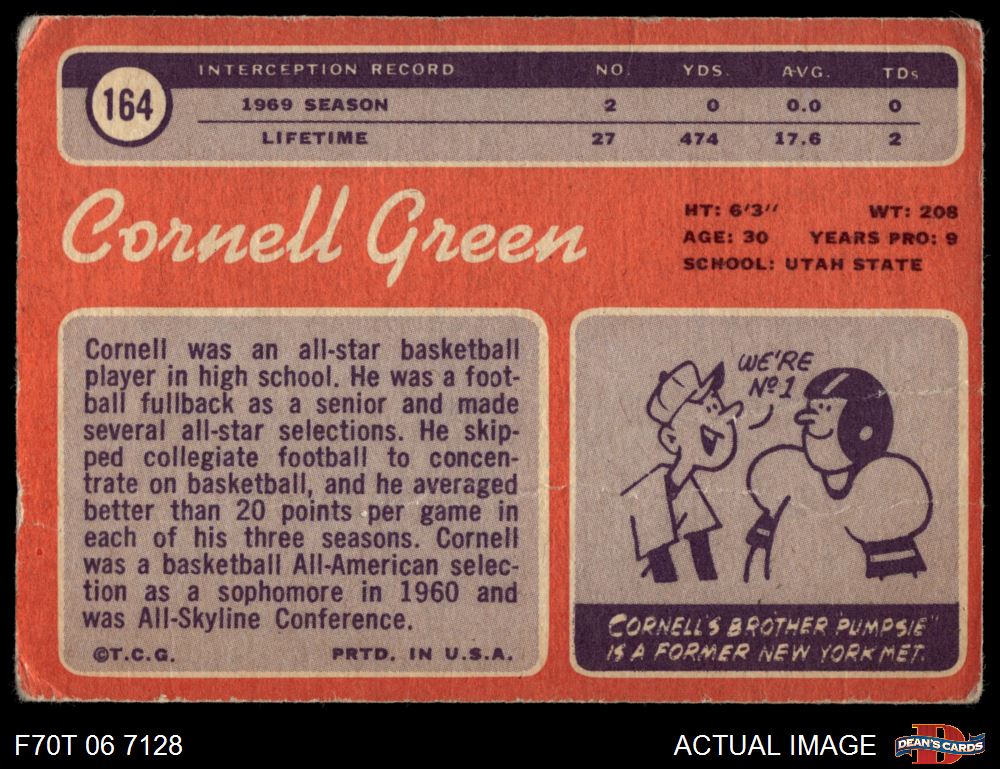 INTERCEPTION RECORD NO. YDS. AVG. TDs
164
1969 SEASON 2 0 0.0 0
LIFETIME 27 474 17.6 2
Cornell Green
HT: 6'3" WT: 208
AGE: 30 YEARS PRO: 9
SCHOOL: UTAH STATE
Cornell was an all-star basketball
player in high school. He was a foot-
ball fullback as a senior and made
several all-star selections. He skip-
ped collegiate football to concen-
trate on basketball, and he averaged
better than 20 points per game in
each of his three seasons. Cornell
was a basketball All-American selec-
tion as a sophomore in 1960 and
was All-Skyline Conference.
©T.C.G. PRTD. IN U.S.A.
WE'RE
Nº 1
CORNELL'S BROTHER PUMPSIE"
IS A FORMER NEW YORK MET.
F70T 06 7128
ACTUAL IMAGE
DEAN'S CARDS